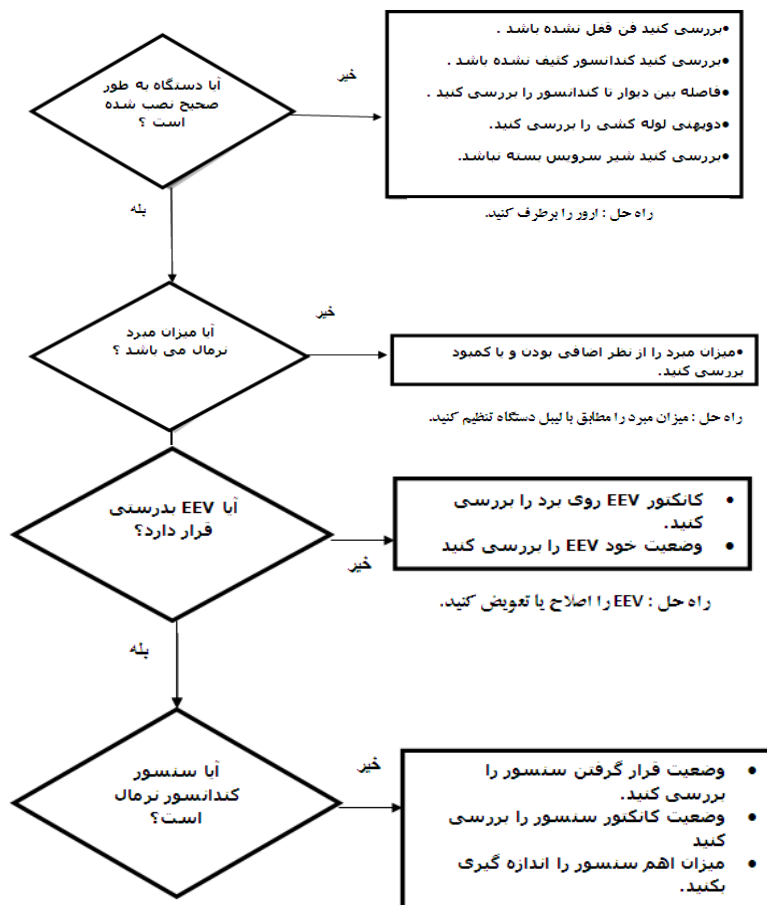 آیا دستگاه به طور
صحیح نصب شده
است ؟
خیر
•بررسی کنید فن قفل نشده باشد .
•بررسی کنید کندانسور کثیف نشده باشد .
•فاصله بین دیوار تا کندانسور را بررسی کنید .
•دوپهنی لوله کشی را بررسی کنید.
•بررسی کنید شیر سرویس بسته نباشد.
راه حل : ارور را برطرف کنید.
بله
آیا میزان مبرد
نرمال می باشد ؟
خیر
•میزان مبرد را از نظر اضافی بودن و یا کمبود
بررسی کنید.
راه حل : میزان مبرد را مطابق با لیبل دستگاه تنظیم کنید.
آیا EEV بدرستی
قرار دارد؟
خیر
• کانکتور EEV روی برد را بررسی
کنید.
• وضعیت خود EEV را بررسی کنید
راه حل : EEV را اصلاح یا تعویض کنید.
بله
آیا سنسور
کندانسور نرمال
است؟
خیر
• وضعیت قرار گرفتن سنسور را
بررسی کنید.
• وضعیت کانکتور سنسور را بررسی
کنید
• میزان اهم سنسور را اندازه گیری
بکنید.